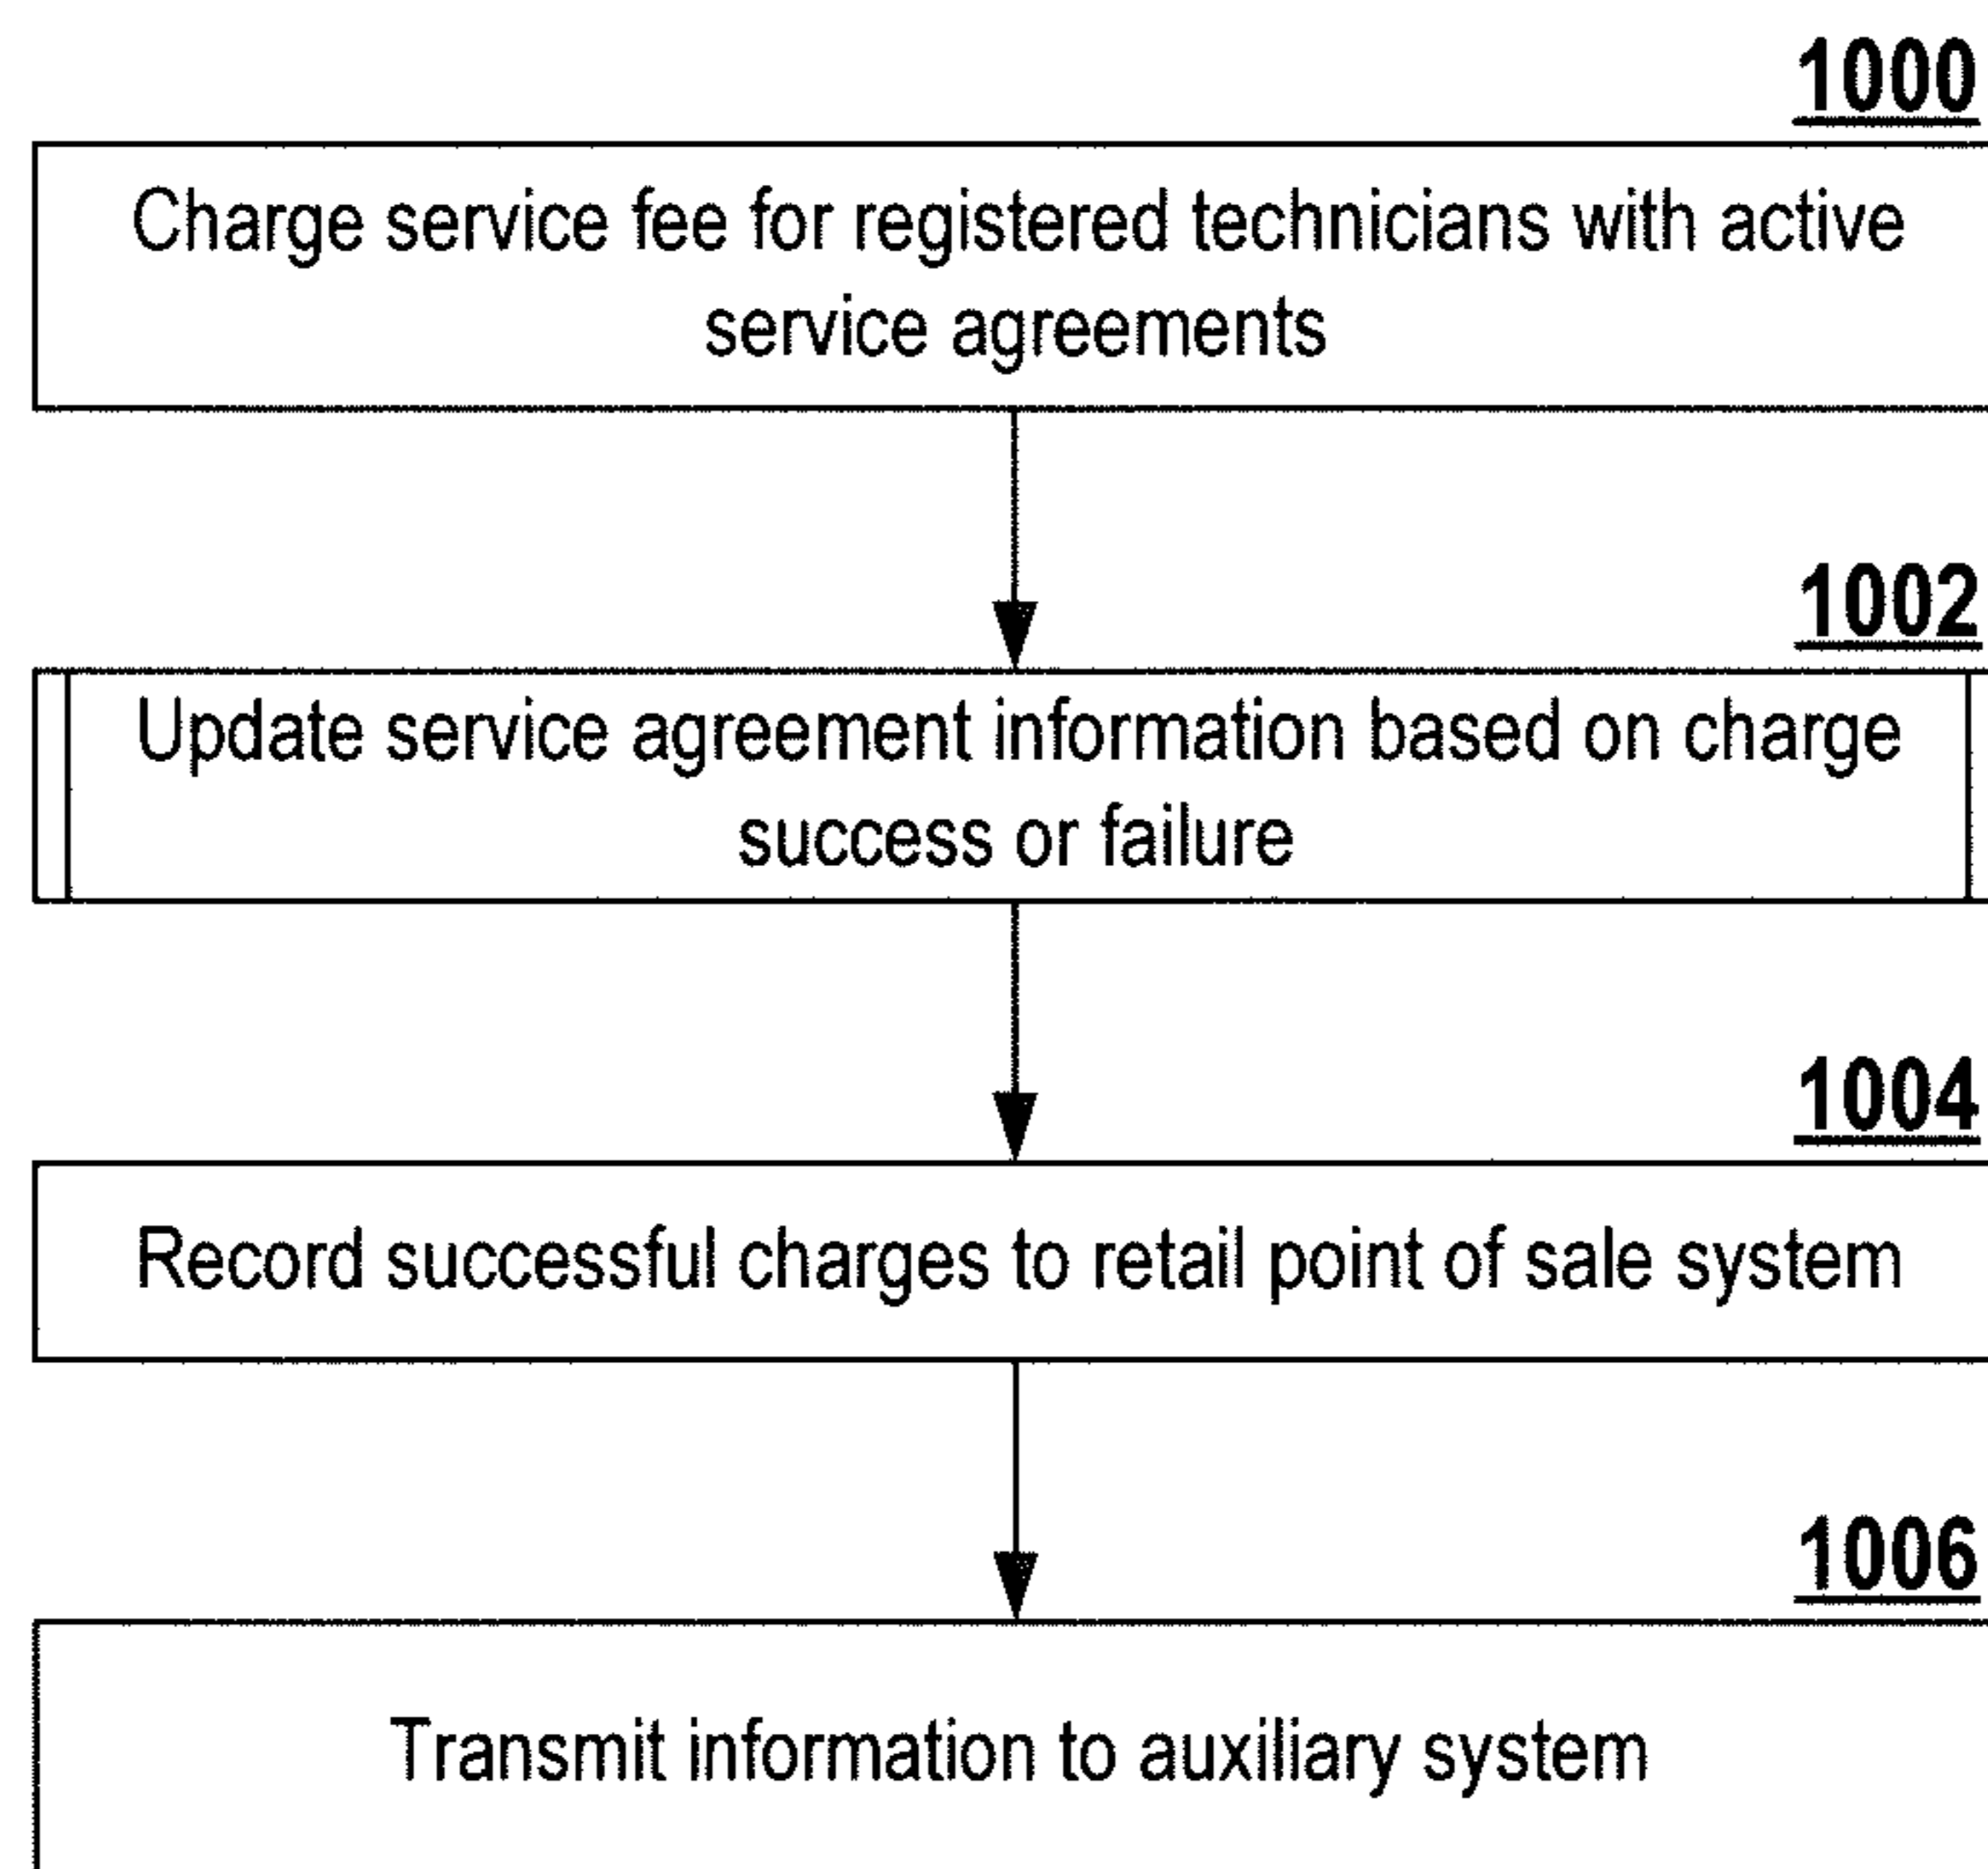 1000
Charge service fee for registered technicians with active
service agreements
1002
Update service agreement information based on charge
success or failure
1004
Record successful charges to retail point of sale system
1006
Transmit information to auxiliary system